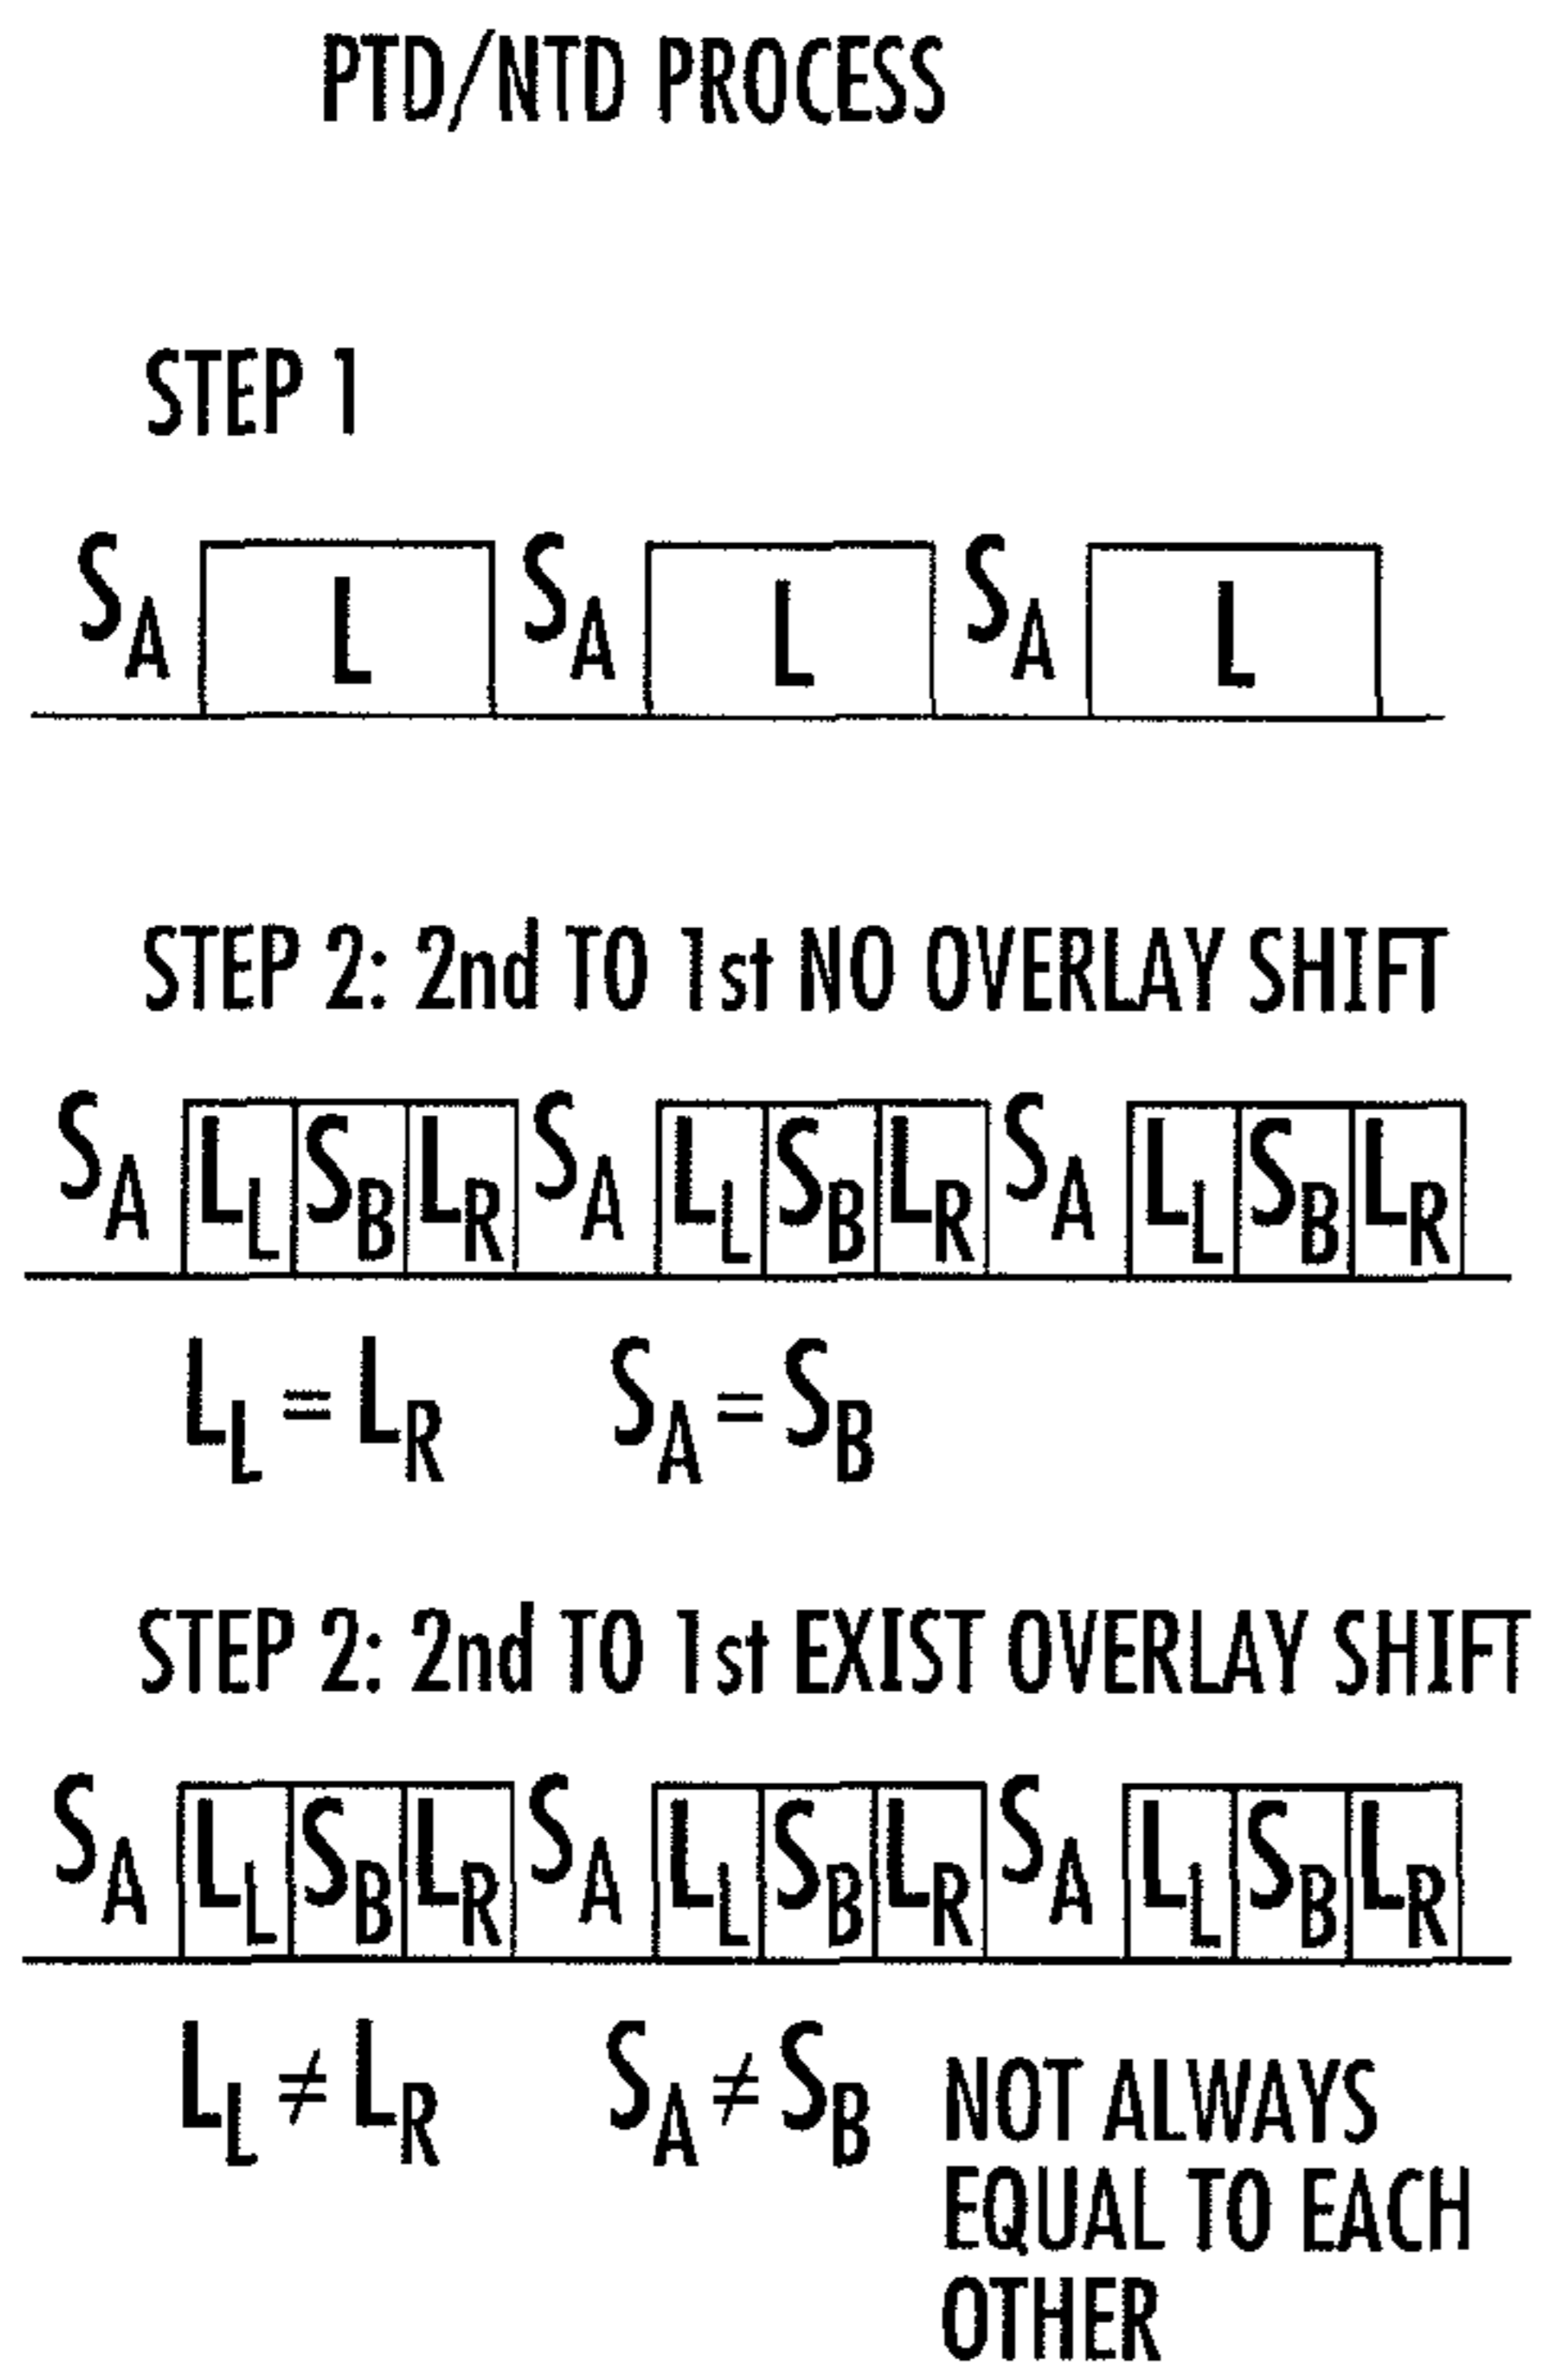 PTD/NTD PROCESS
STEP 1
SA L SA L SA L
STEP 2: 2nd TO 1st NO OVERLAY SHIFT
SA LL SB LR SA LL SB LR SA LL SB LR
LL = LR SA = SB
STEP 2: 2nd TO 1st EXIST OVERLAY SHIFT
SA LL SB LR SA LL SB LR SA LL SB LR
LL ≠ LR SA ≠ SB NOT ALWAYS
EQUAL TO EACH
OTHER